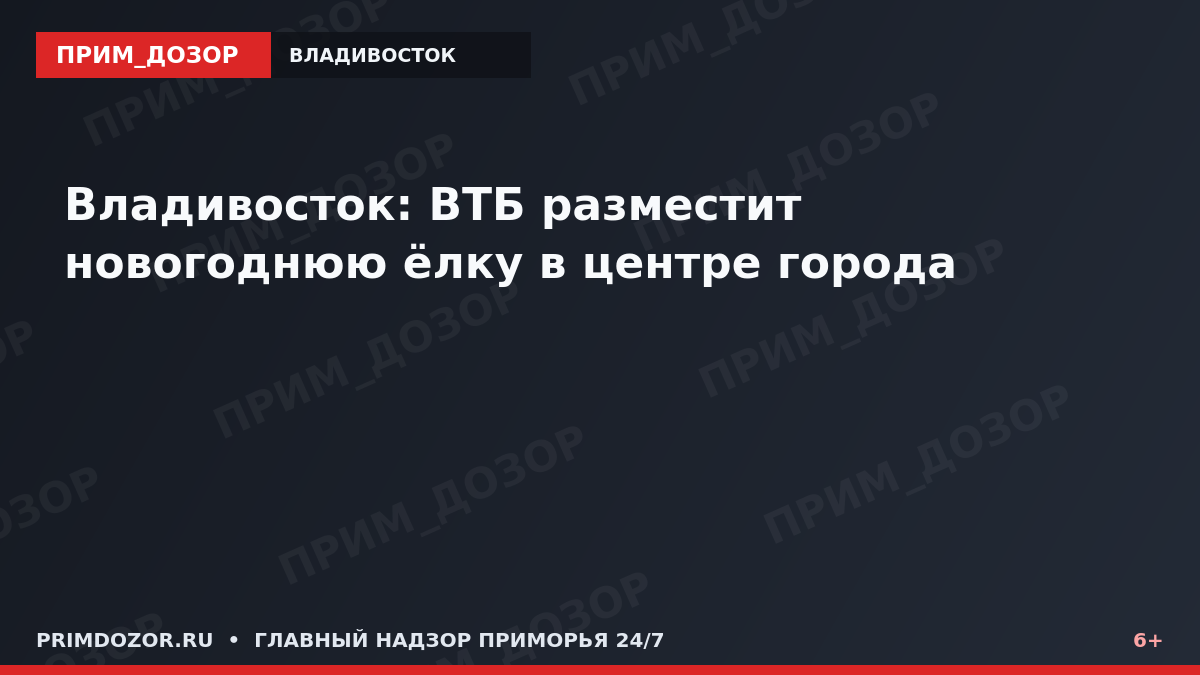 ПРИМ_ДОЗОР
ВЛАДИВОСТОК
Владивосток: ВТБ разместит
новогоднюю ёлку в центре города
PRIMDOZOR.RU • ГЛАВНЫЙ НАДЗОР ПРИМОРЬЯ 24/7
6+